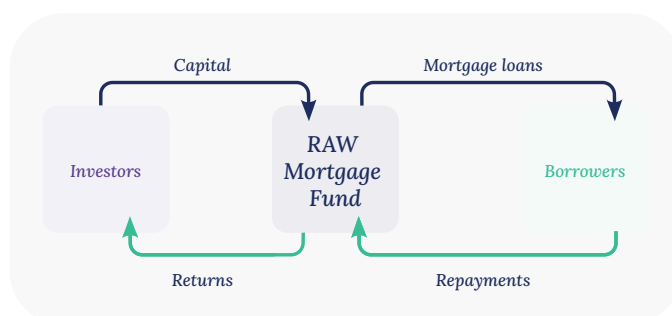 Capital
Mortgage loans
Investors
RAW
Mortgage
Fund
Borrowers
Returns
Repayments